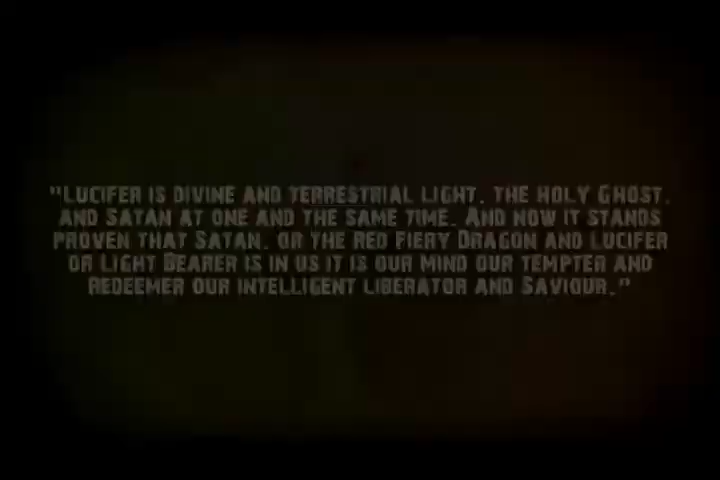 "Lucifer is divine and terrestrial light, the holy Ghost,
and Satan at one and the same time. And now it stands
proven that Satan, or the red Fiery Dragon and lucifer
or Light Bearer is in us it is our mind our tempter and
Redeemer our intelligent liberator and Saviour."